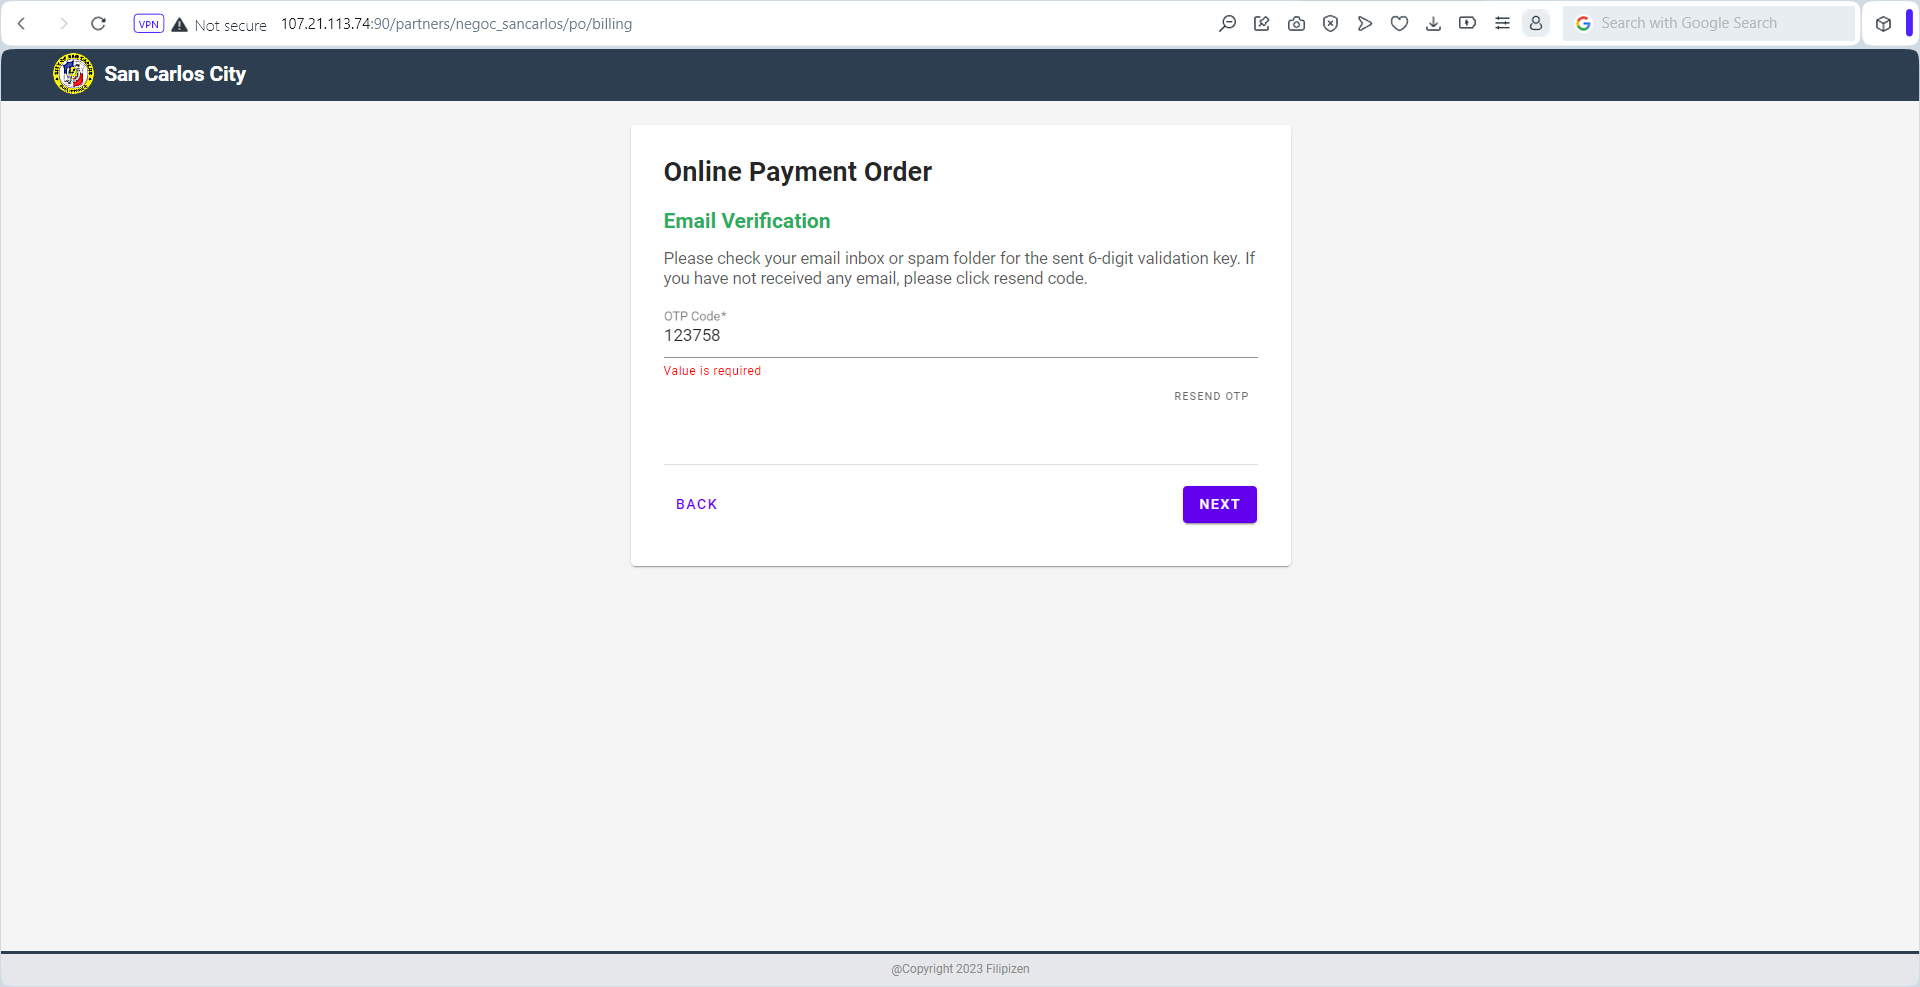 VPN
Not secure
107.21.113.74:90/partners/negoc_sancarlos/po/billing
Search with Google Search
San Carlos City
Online Payment Order
Email Verification
Please check your email inbox or spam folder for the sent 6-digit validation key. If
you have not received any email, please click resend code.
OTP Code*
123758
Value is required
RESEND OTP
BACK
NEXT
@Copyright 2023 Filipizen